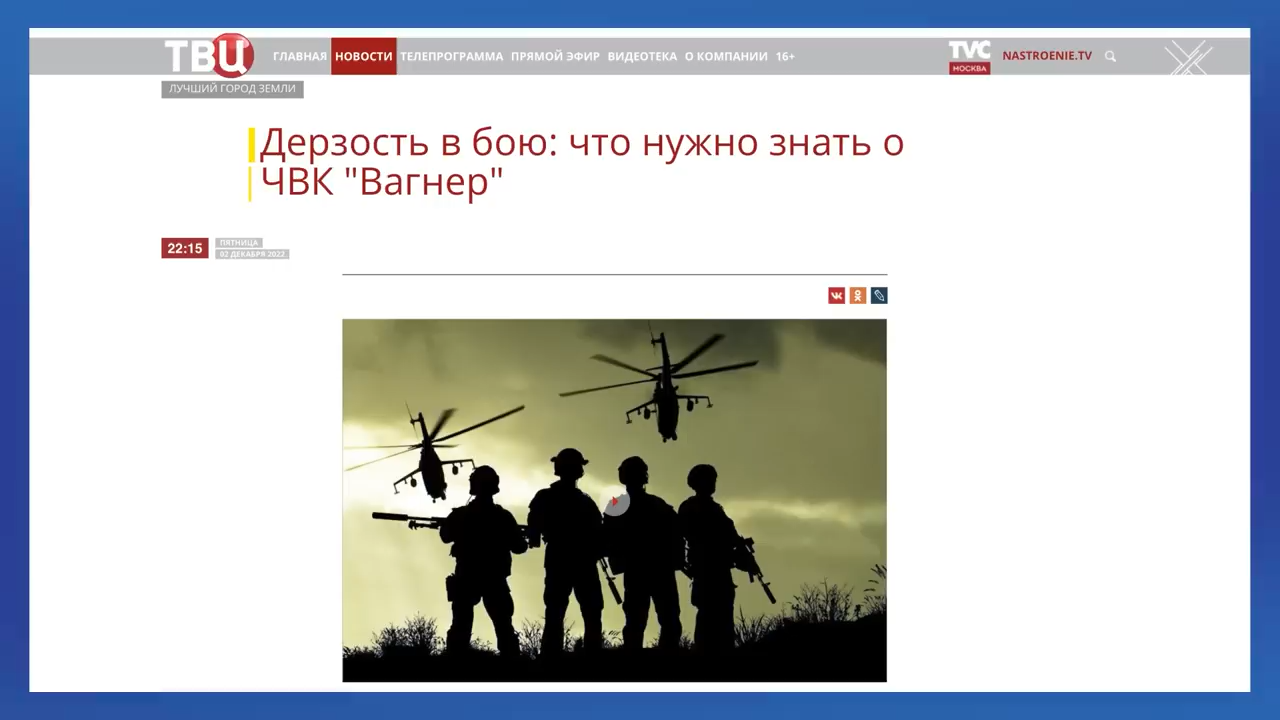 ТВЦ
ГЛАВНАЯ НОВОСТИ ТЕЛЕПРОГРАММА ПРЯМОЙ ЭФИР ВИДЕОТЕКА О КОМПАНИИ 16+
TVC
МОСКВА
NASTROENIE.TV
ЛУЧШИЙ ГОРОД ЗЕМЛИ
Дерзость в бою: что нужно знать о
ЧВК "Вагнер"
22:15
ПЯТНИЦА
02 ДЕКАБРЯ 2022